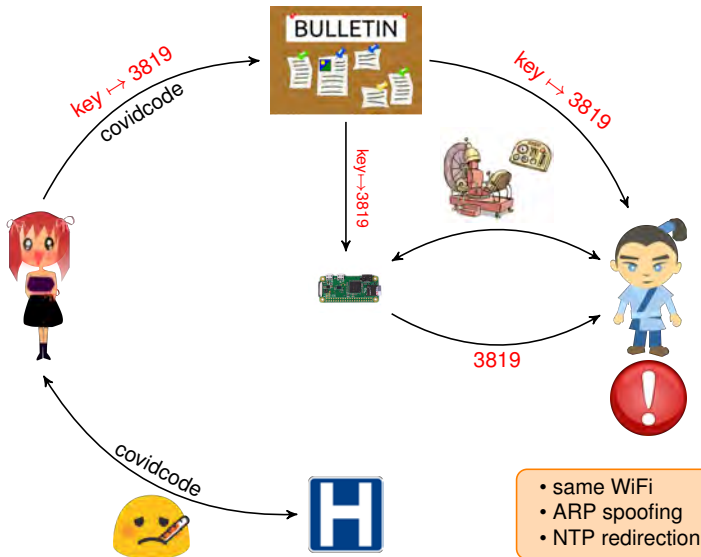 BULLETIN
key ↦ 3819
covidcode
key ↦ 3819
key↦3819
3819
covidcode
H
• same WiFi
• ARP spoofing
• NTP redirection